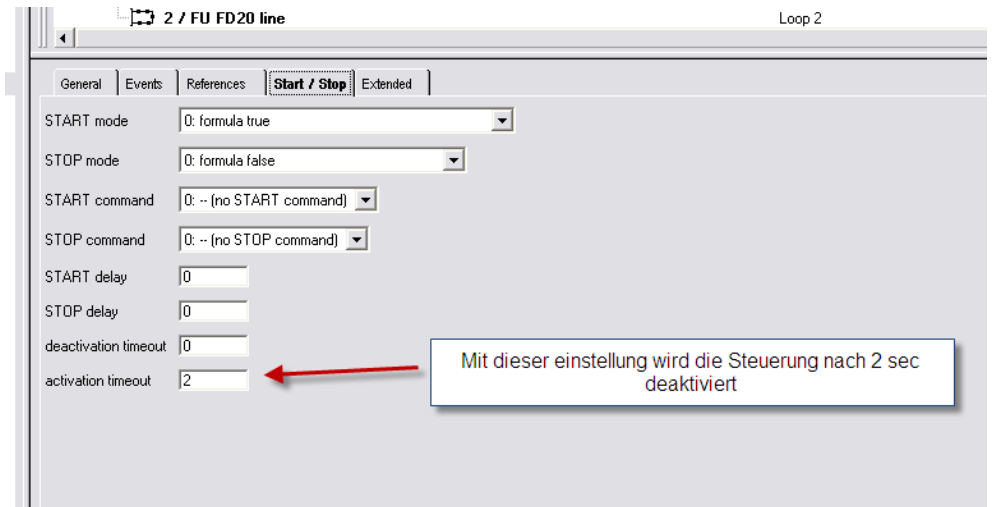 2 / FU FD20 line Loop 2
General Events References Start / Stop Extended
START mode 0: formula true
STOP mode 0: formula false
START command 0: -- (no START command)
STOP command 0: -- (no STOP command)
START delay 0
STOP delay 0
deactivation timeout 0
activation timeout 2
Mit dieser einstellung wird die Steuerung nach 2 sec
deaktiviert